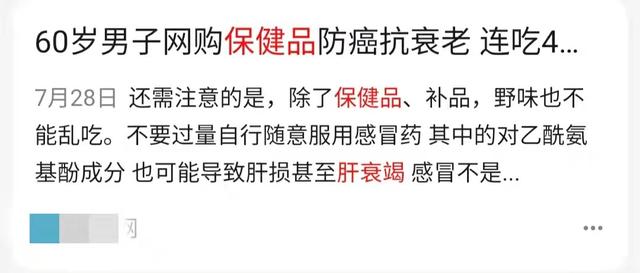 60岁男子网购保健品防癌抗衰老 连吃4...
7月28日 还需注意的是，除了保健品、补品，野味也不
能乱吃。不要过量自行随意服用感冒药 其中的对乙酰氨
基酚成分 也可能导致肝损甚至肝衰竭 感冒不是...